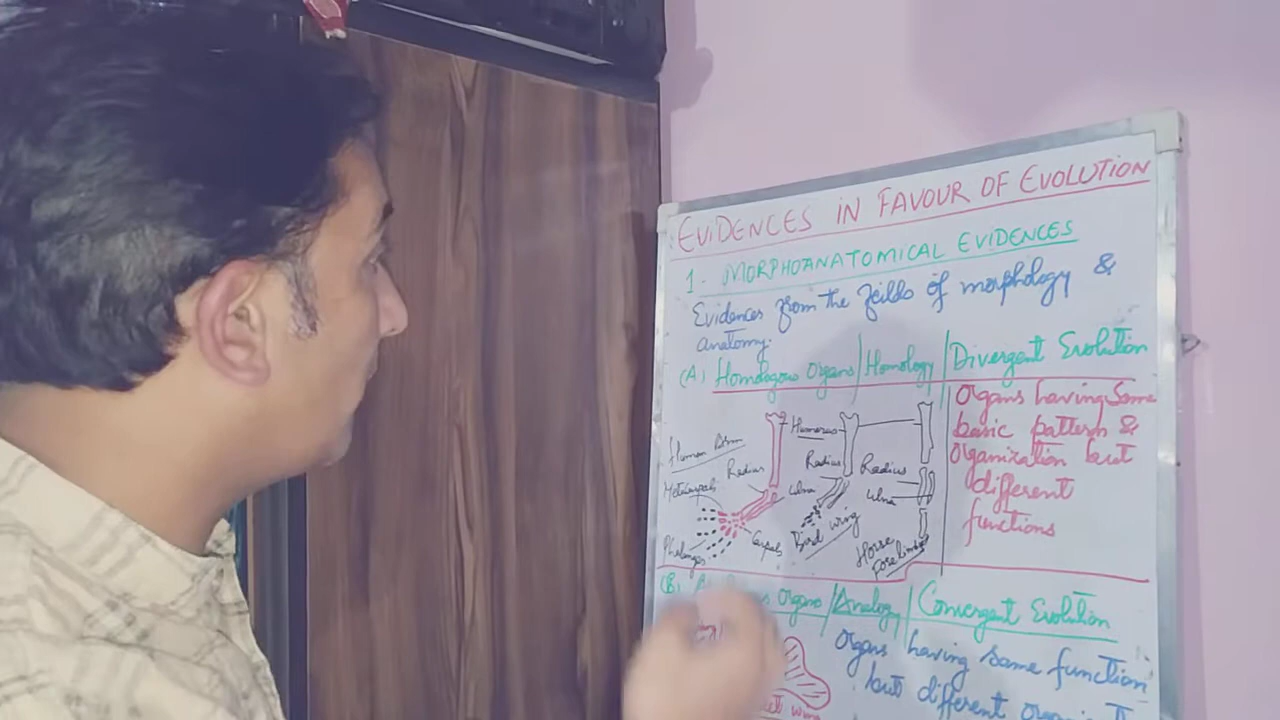 EVIDENCES IN FAVOUR OF EVOLUTION
1- MORPHOANATOMICAL EVIDENCES
Evidences from the feilds of morphology &
anatomy.
(A) Homologous organs / Homology / Divergent Evolution
Organs having same
basic pattern &
Organization but
different
functions
Humerus
Human Arm
Radius
Radius
Radius
Metacarpals
Ulna
Ulna
Bird wing
Carpals
Phalanges
Horse
Fore limb
(B) Organs / Analogy / Convergent Evolution
Organs having same function
but different